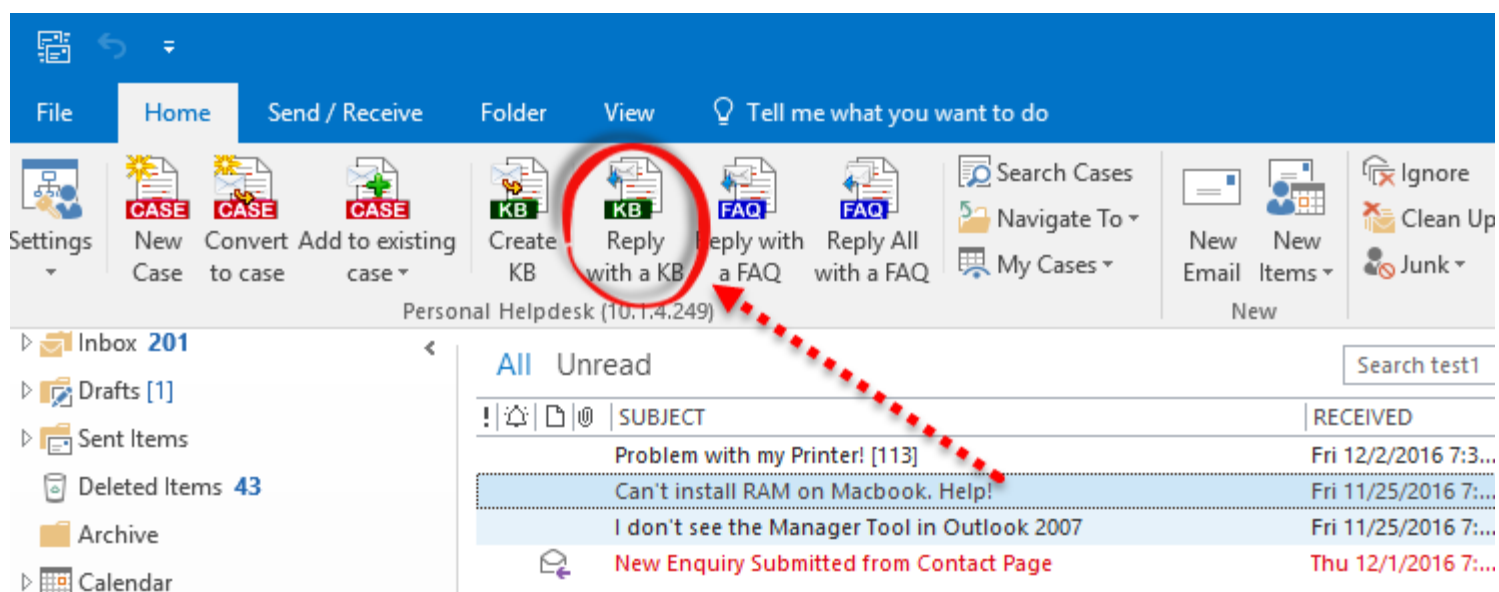 File Home Send / Receive Folder View Tell me what you want to do
CASE CASE CASE KB KB FAQ FAQ
Search Cases
Navigate To
My Cases
Ignore
Clean Up
Junk
Settings New Convert Add to existing Create Reply Reply with Reply All New New
Case to case case KB with a KB a FAQ with a FAQ Email Items
Personal Helpdesk (10.1.4.249) New
Inbox 201
Drafts [1]
Sent Items
Deleted Items 43
Archive
Calendar
All Unread Search test1
! SUBJECT RECEIVED
Problem with my Printer! [113] Fri 12/2/2016 7:3...
Can't install RAM on Macbook. Help! Fri 11/25/2016 7:...
I don't see the Manager Tool in Outlook 2007 Fri 11/25/2016 7:...
New Enquiry Submitted from Contact Page Thu 12/1/2016 7:...